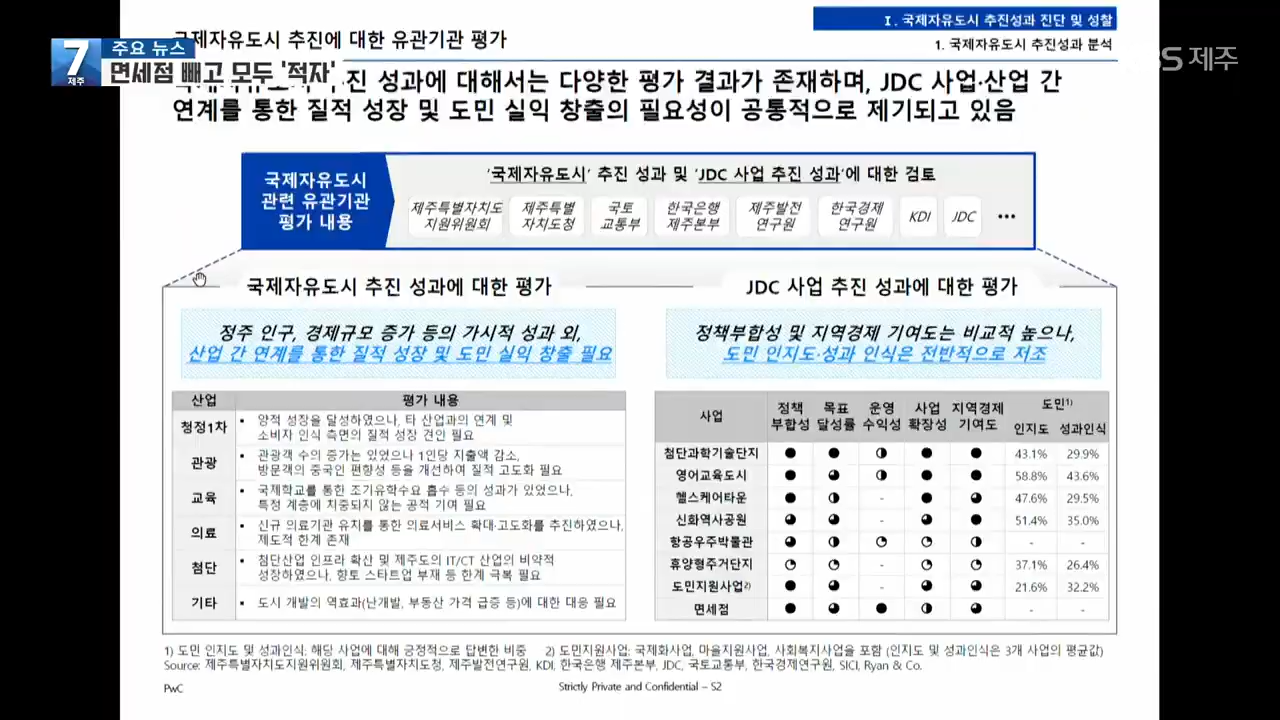 I. 국제자유도시 추진성과 진단 및 성찰
국제자유도시 추진에 대한 유관기관 평가
1. 국제자유도시 추진성과 분석
7 제주
주요 뉴스
면세점 빼고 모두 '적자'
KBS 제주
진 성과에 대해서는 다양한 평가 결과가 존재하며, JDC 사업·산업 간
연계를 통한 질적 성장 및 도민 실익 창출의 필요성이 공통적으로 제기되고 있음
국제자유도시
관련 유관기관
평가 내용
'국제자유도시' 추진 성과 및 'JDC 사업 추진 성과'에 대한 검토
제주특별자치도 지원위원회
제주특별 자치도청
국토 교통부
한국은행 제주본부
제주발전 연구원
한국경제 연구원
KDI
JDC
•••
국제자유도시 추진 성과에 대한 평가
정주 인구, 경제규모 증가 등의 가시적 성과 외,
산업 간 연계를 통한 질적 성장 및 도민 실익 창출 필요
산업 평가 내용
청정1차 ▪ 양적 성장을 달성하였으나, 타 산업과의 연계 및
소비자 인식 측면의 질적 성장 견인 필요
관광 ▪ 관광객 수의 증가는 있었으나 1인당 지출액 감소,
방문객의 중국인 편향성 등을 개선하여 질적 고도화 필요
교육 ▪ 국제학교를 통한 조기유학수요 흡수 등의 성과가 있었으나,
특정 계층에 치중되지 않는 공적 기여 필요
의료 ▪ 신규 의료기관 유치를 통한 의료서비스 확대·고도화를 추진하였으나,
제도적 한계 존재
첨단 ▪ 첨단산업 인프라 확산 및 제주도의 IT/CT 산업의 비약적
성장하였으나, 향토 스타트업 부재 등 한계 극복 필요
기타 ▪ 도시 개발의 역효과(난개발, 부동산 가격 급증 등)에 대한 대응 필요
JDC 사업 추진 성과에 대한 평가
정책부합성 및 지역경제 기여도는 비교적 높으나,
도민 인지도·성과 인식은 전반적으로 저조
사업 정책 부합성 목표 달성률 운영 수익성 사업 확장성 지역경제 기여도 도민1)
인지도 성과인식
첨단과학기술단지 ● ● ◑ ● ● 43.1% 29.9%
영어교육도시 ● ◕ ◑ ● ● 58.8% 43.6%
헬스케어타운 ● ◑ - ● ◕ 47.6% 29.5%
신화역사공원 ◕ ◕ - ◕ ● 51.4% 35.0%
항공우주박물관 ◕ ◑ ◔ ◔ ◑ - -
휴양형주거단지 ◔ ◔ - ◔ ◔ 37.1% 26.4%
도민지원사업2) ● ◕ - ◕ ◕ 21.6% 32.2%
면세점 ● ◕ ● ◑ ◕ - -
1) 도민 인지도 및 성과인식: 해당 사업에 대해 긍정적으로 답변한 비중 2) 도민지원사업: 국제화사업, 마을지원사업, 사회복지사업을 포함 (인지도 및 성과인식은 3개 사업의 평균값)
Source: 제주특별자치도지원위원회, 제주특별자치도청, 제주발전연구원, KDI, 한국은행 제주본부, JDC, 국토교통부, 한국경제연구원, SICI, Ryan & Co.
PwC
Strictly Private and Confidential – S2